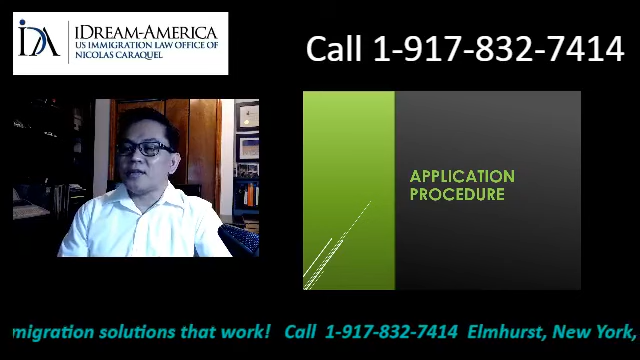 iDA
iDREAM-AMERICA
US IMMIGRATION LAW OFFICE OF
NICOLAS CARAQUEL
Call 1-917-832-7414
APPLICATION
PROCEDURE
migration solutions that work! Call 1-917-832-7414 Elmhurst, New York,